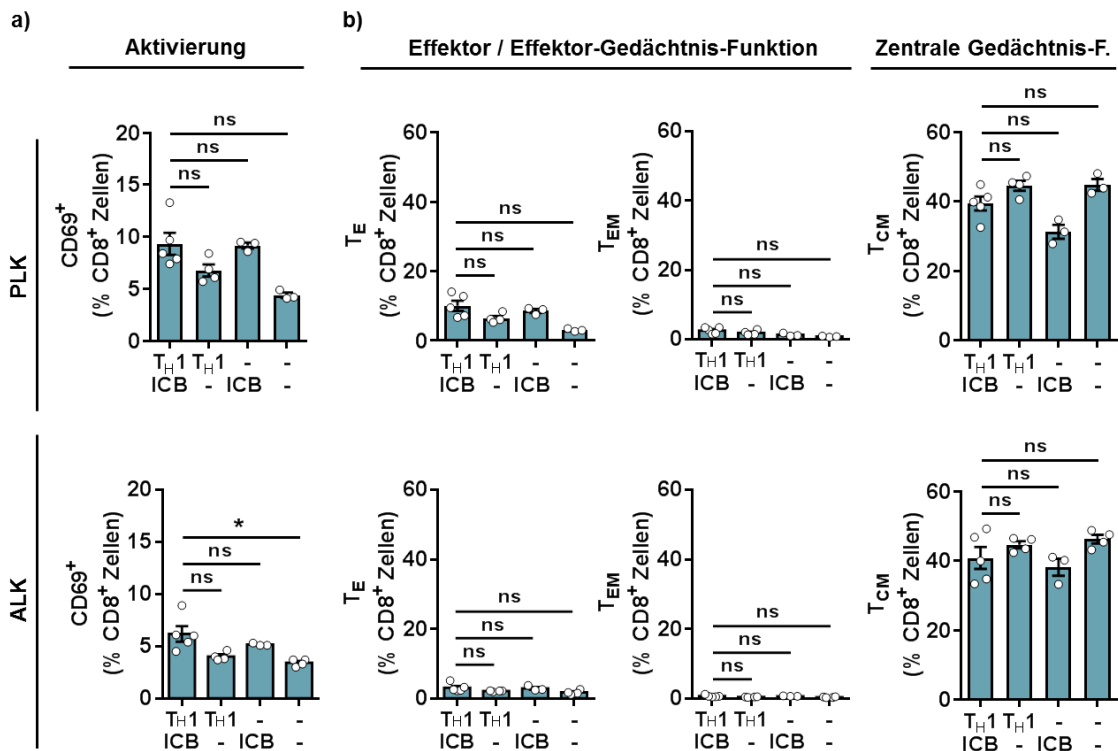 a)
b)
Aktivierung
Effektor / Effektor-Gedächtnis-Funktion
Zentrale Gedächtnis-F.
PLK
CD69+
(% CD8+ Zellen)
20
15
10
5
0
ns
ns
ns
TH1 TH1 - -
ICB - ICB -
TE
(% CD8+ Zellen)
60
40
20
0
ns
ns
ns
TH1 TH1 - -
ICB - ICB -
TEM
(% CD8+ Zellen)
60
40
20
0
ns
ns
ns
TH1 TH1 - -
ICB - ICB -
TCM
(% CD8+ Zellen)
60
40
20
0
ns
ns
ns
TH1 TH1 - -
ICB - ICB -
ALK
CD69+
(% CD8+ Zellen)
20
15
10
5
0
*
ns
ns
TH1 TH1 - -
ICB - ICB -
TE
(% CD8+ Zellen)
60
40
20
0
ns
ns
ns
TH1 TH1 - -
ICB - ICB -
TEM
(% CD8+ Zellen)
60
40
20
0
ns
ns
ns
TH1 TH1 - -
ICB - ICB -
TCM
(% CD8+ Zellen)
60
40
20
0
ns
ns
ns
TH1 TH1 - -
ICB - ICB -